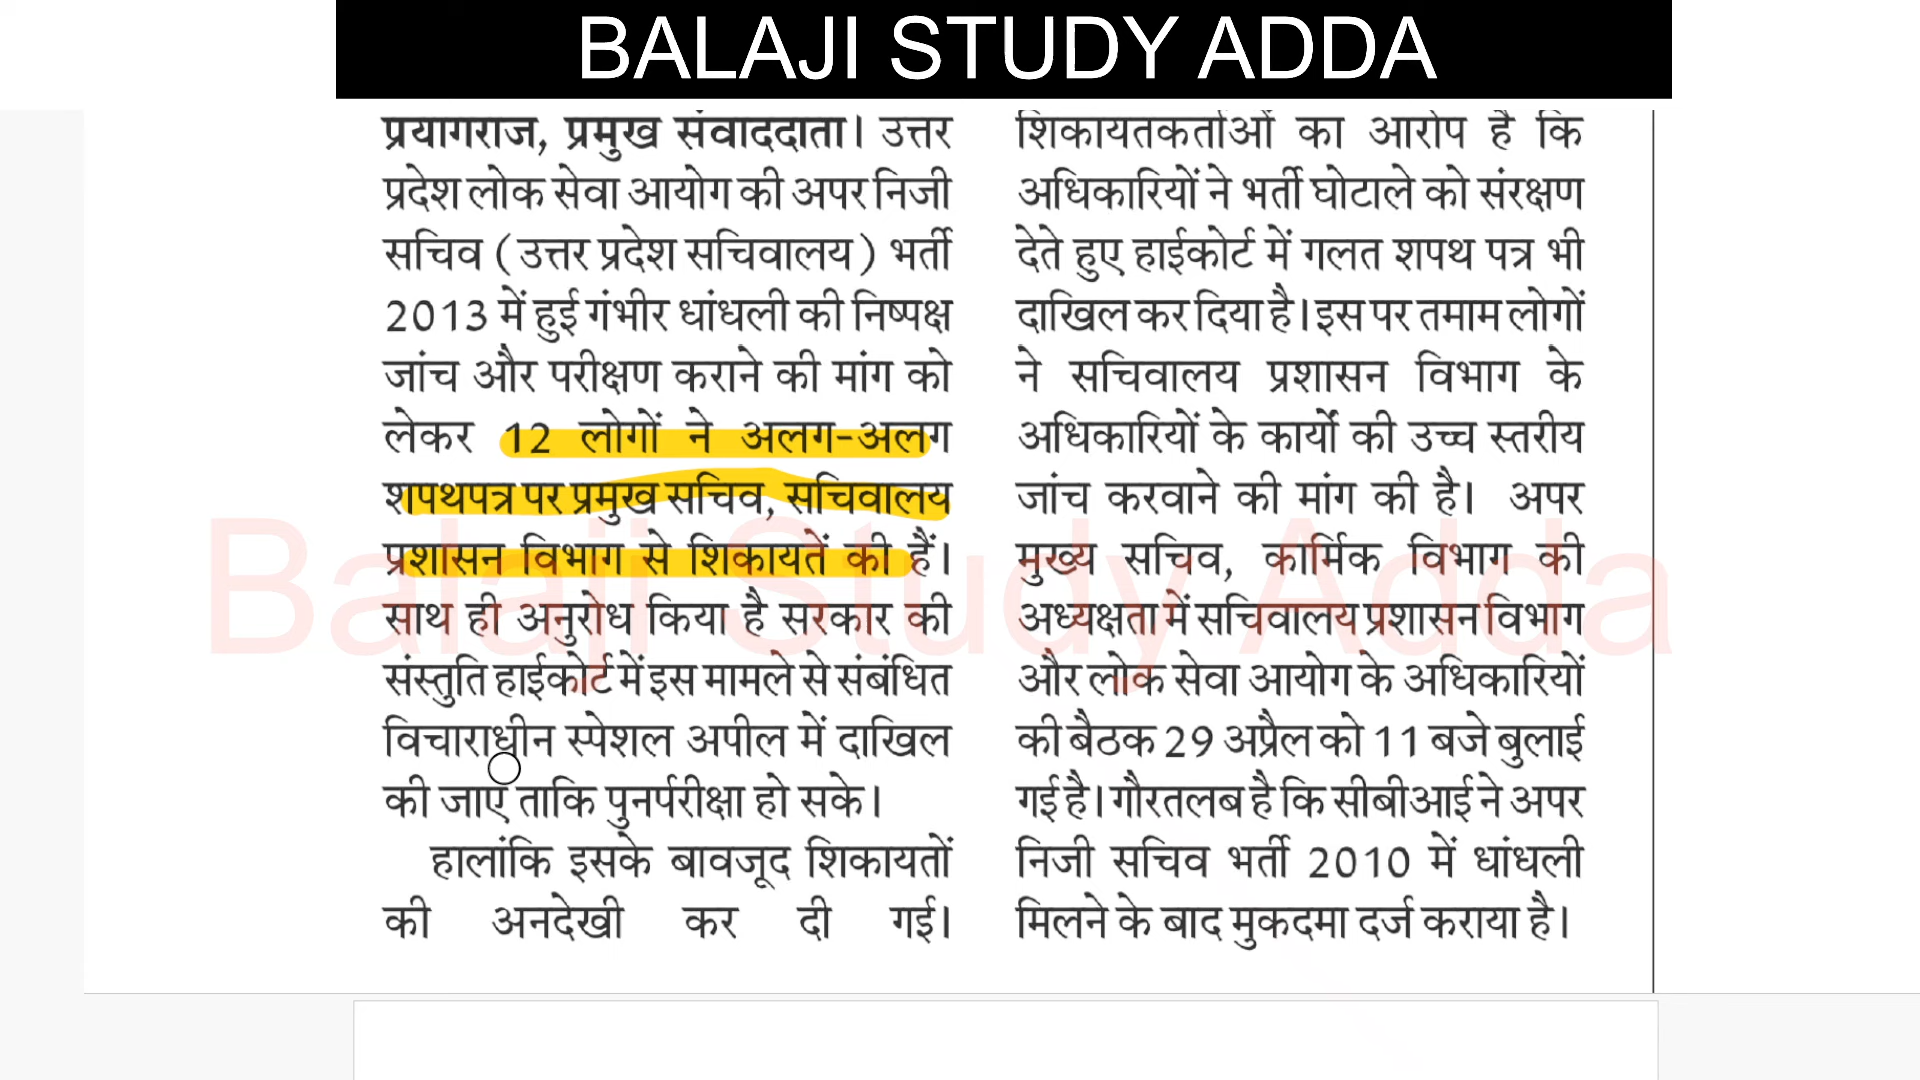 BALAJI STUDY ADDA
प्रयागराज, प्रमुख संवाददाता। उत्तर
प्रदेश लोक सेवा आयोग की अपर निजी
सचिव (उत्तर प्रदेश सचिवालय) भर्ती
2013 में हुई गंभीर धांधली की निष्पक्ष
जांच और परीक्षण कराने की मांग को
लेकर 12 लोगों ने अलग-अलग
शपथपत्र पर प्रमुख सचिव, सचिवालय
प्रशासन विभाग से शिकायतें की हैं।
साथ ही अनुरोध किया है सरकार की
संस्तुति हाईकोर्ट में इस मामले से संबंधित
विचाराधीन स्पेशल अपील में दाखिल
की जाए ताकि पुनर्परीक्षा हो सके।
हालांकि इसके बावजूद शिकायतों
की अनदेखी कर दी गई।
शिकायतकर्ताओं का आरोप है कि
अधिकारियों ने भर्ती घोटाले को संरक्षण
देते हुए हाईकोर्ट में गलत शपथ पत्र भी
दाखिल कर दिया है। इस पर तमाम लोगों
ने सचिवालय प्रशासन विभाग के
अधिकारियों के कार्यों की उच्च स्तरीय
जांच करवाने की मांग की है। अपर
मुख्य सचिव, कार्मिक विभाग की
अध्यक्षता में सचिवालय प्रशासन विभाग
और लोक सेवा आयोग के अधिकारियों
की बैठक 29 अप्रैल को 11 बजे बुलाई
गई है। गौरतलब है कि सीबीआई ने अपर
निजी सचिव भर्ती 2010 में धांधली
मिलने के बाद मुकदमा दर्ज कराया है।
Balaji Study Adda